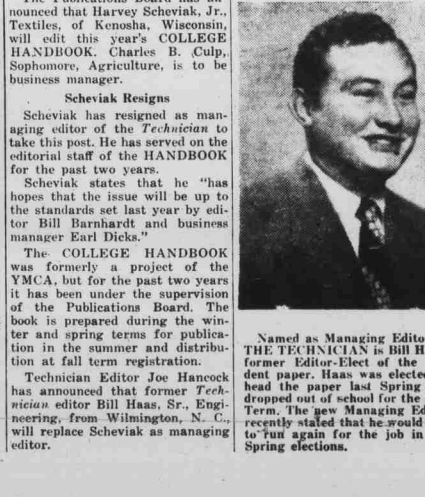 The Publications Board has an-
nounced that Harvey Scheviak, Jr.,
Textiles, of Kenosha, Wisconsin,
will edit this year's COLLEGE
HANDBOOK. Charles B. Culp,
Sophomore, Agriculture, is to be
business manager.
Scheviak Resigns
Scheviak has resigned as man-
aging editor of the Technician to
take this post. He has served on the
editorial staff of the HANDBOOK
for the past two years.
Scheviak states that he "has
hopes that the issue will be up to
the standards set last year by edi-
tor Bill Barnhardt and business
manager Earl Dicks."
The COLLEGE HANDBOOK
was formerly a project of the
YMCA, but for the past two years
it has been under the supervision
of the Publications Board. The
book is prepared during the win-
ter and spring terms for publica-
tion in the summer and distribu-
tion at fall term registration.
Technician Editor Joe Hancock
has announced that former Tech-
nician editor Bill Haas, Sr., Engi-
neering, from Wilmington, N. C.,
will replace Scheviak as managing
editor.
Named as Managing Edito
THE TECHNICIAN is Bill H
former Editor-Elect of the
dent paper. Haas was electe
head the paper last Spring
dropped out of school for the
Term. The new Managing Ed
recently stated that he would
to run again for the job in
Spring elections.